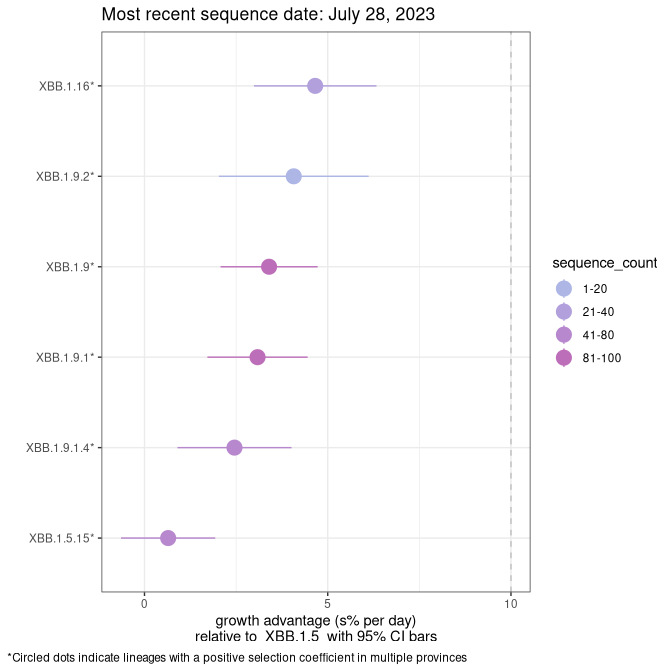 Most recent sequence date: July 28, 2023
XBB.1.16*
XBB.1.9.2*
XBB.1.9*
XBB.1.9.1*
XBB.1.9.1.4*
XBB.1.5.15*
0
5
10
growth advantage (s% per day)
relative to  XBB.1.5  with 95% CI bars
sequence_count
1-20
21-40
41-80
81-100
*Circled dots indicate lineages with a positive selection coefficient in multiple provinces